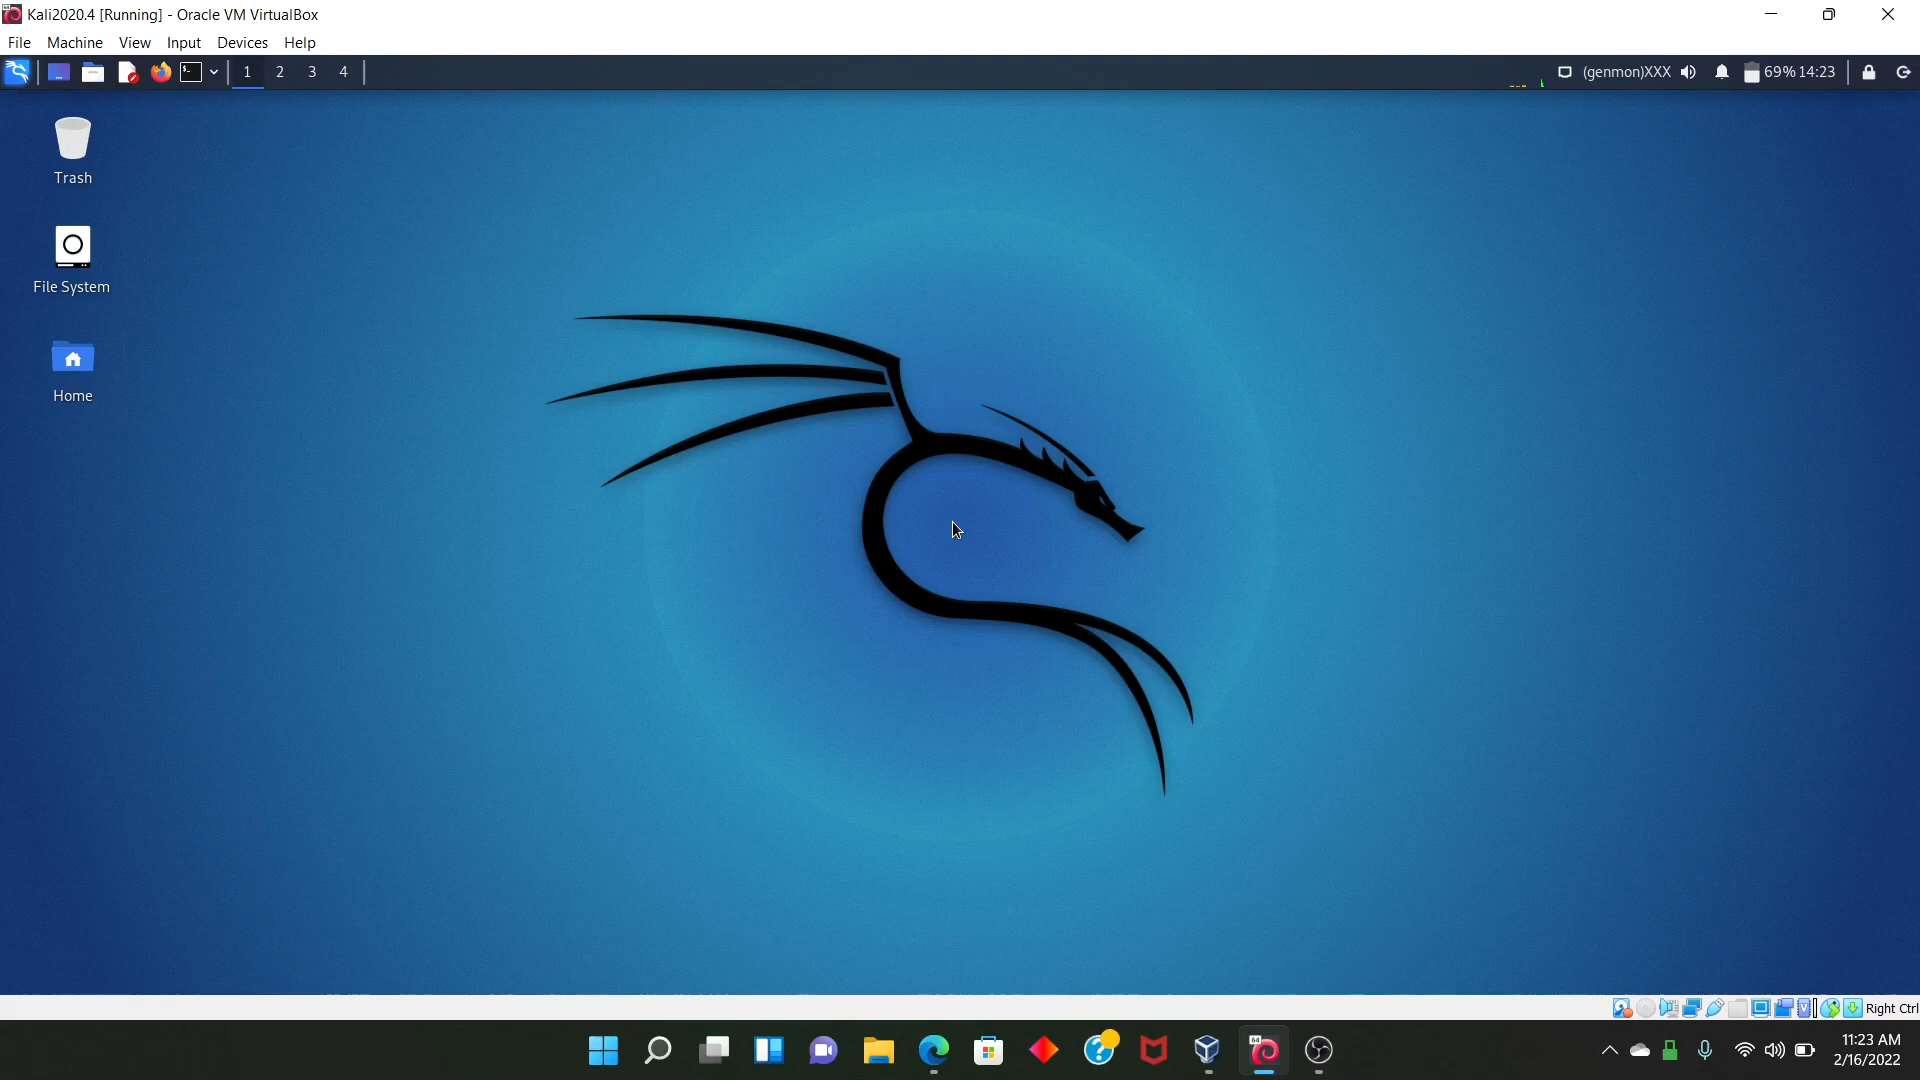 Kali2020.4 [Running] - Oracle VM VirtualBox
File Machine View Input Devices Help
1 2 3 4 (genmon)XXX 69% 14:23
Trash
File System
Home
Right Ctrl
11:23 AM
2/16/2022